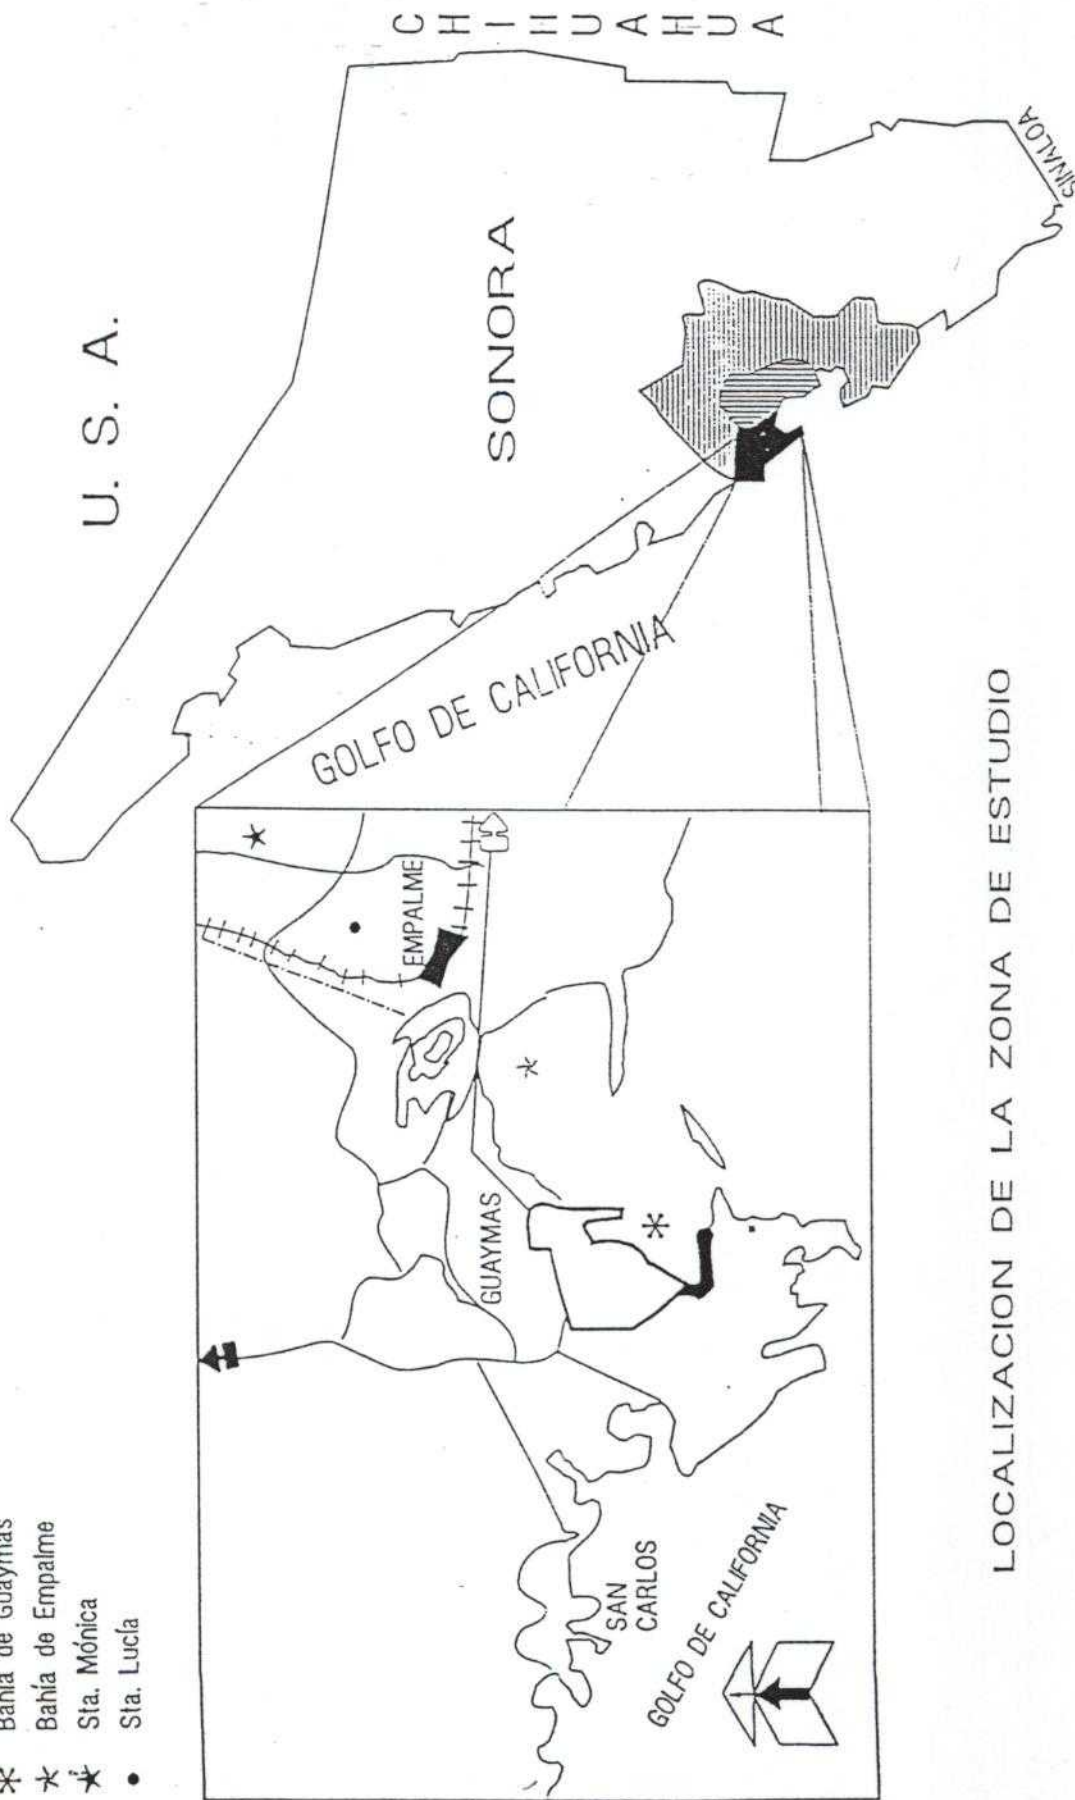 U. S. A.
CHIHUAHUA
SONORA
SINALOA
GOLFO DE CALIFORNIA
Bahía de Guaymas
Bahía de Empalme
Sta. Mónica
Sta. Lucía
EMPALME
GUAYMAS
SAN
CARLOS
GOLFO DE CALIFORNIA
LOCALIZACION DE LA ZONA DE ESTUDIO